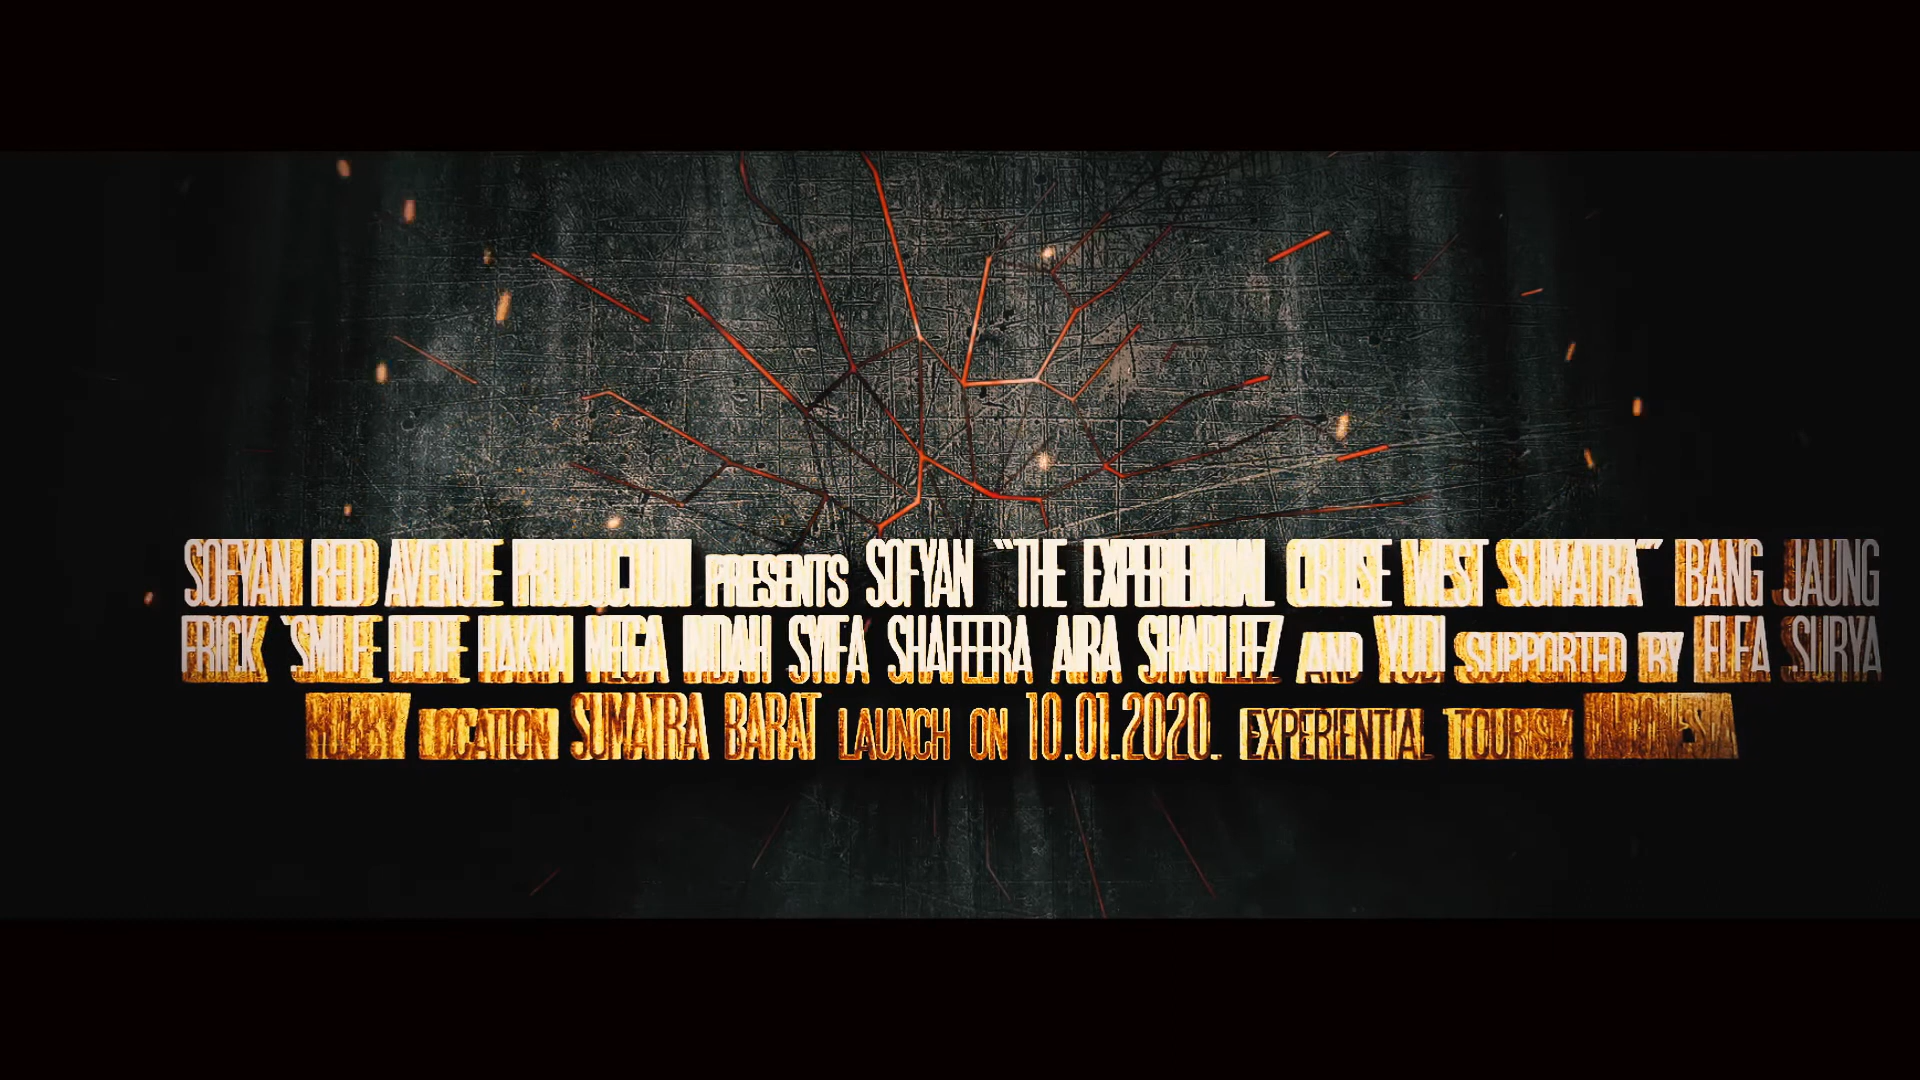 SOFYAN RED AVENUE PRODUCTION PRESENTS SOFYAN "THE EXPERIENTIAL CRUISE WEST SUMATRA" BANG JAUNG
ERICK "SMILE DEDE HAKIM MEGA INDAH SYIFA SHAFEERA AIRA SHARLEEZ AND YUDI SUPPORTED BY ELFA SURYA
LOCATION SUMATRA BARAT LAUNCH ON 10.01.2020. EXPERIENTIAL TOURISM INDONESIA